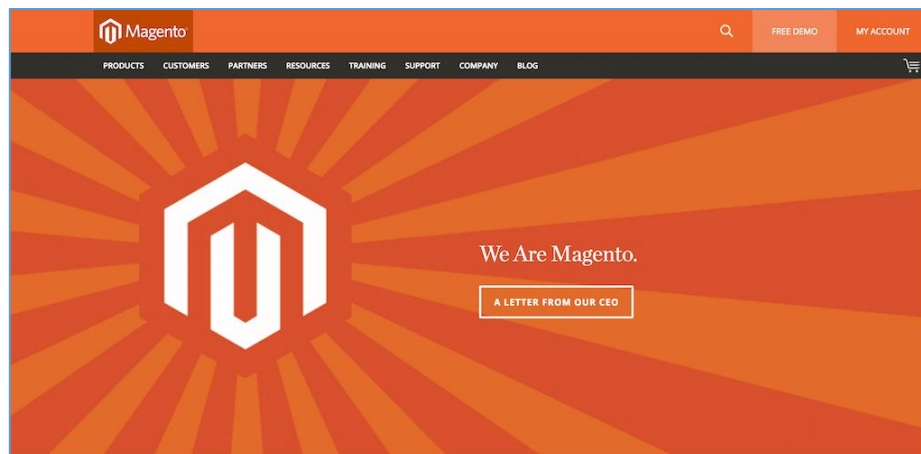 Magento
FREE DEMO
MY ACCOUNT
PRODUCTS CUSTOMERS PARTNERS RESOURCES TRAINING SUPPORT COMPANY BLOG
We Are Magento.
A LETTER FROM OUR CEO